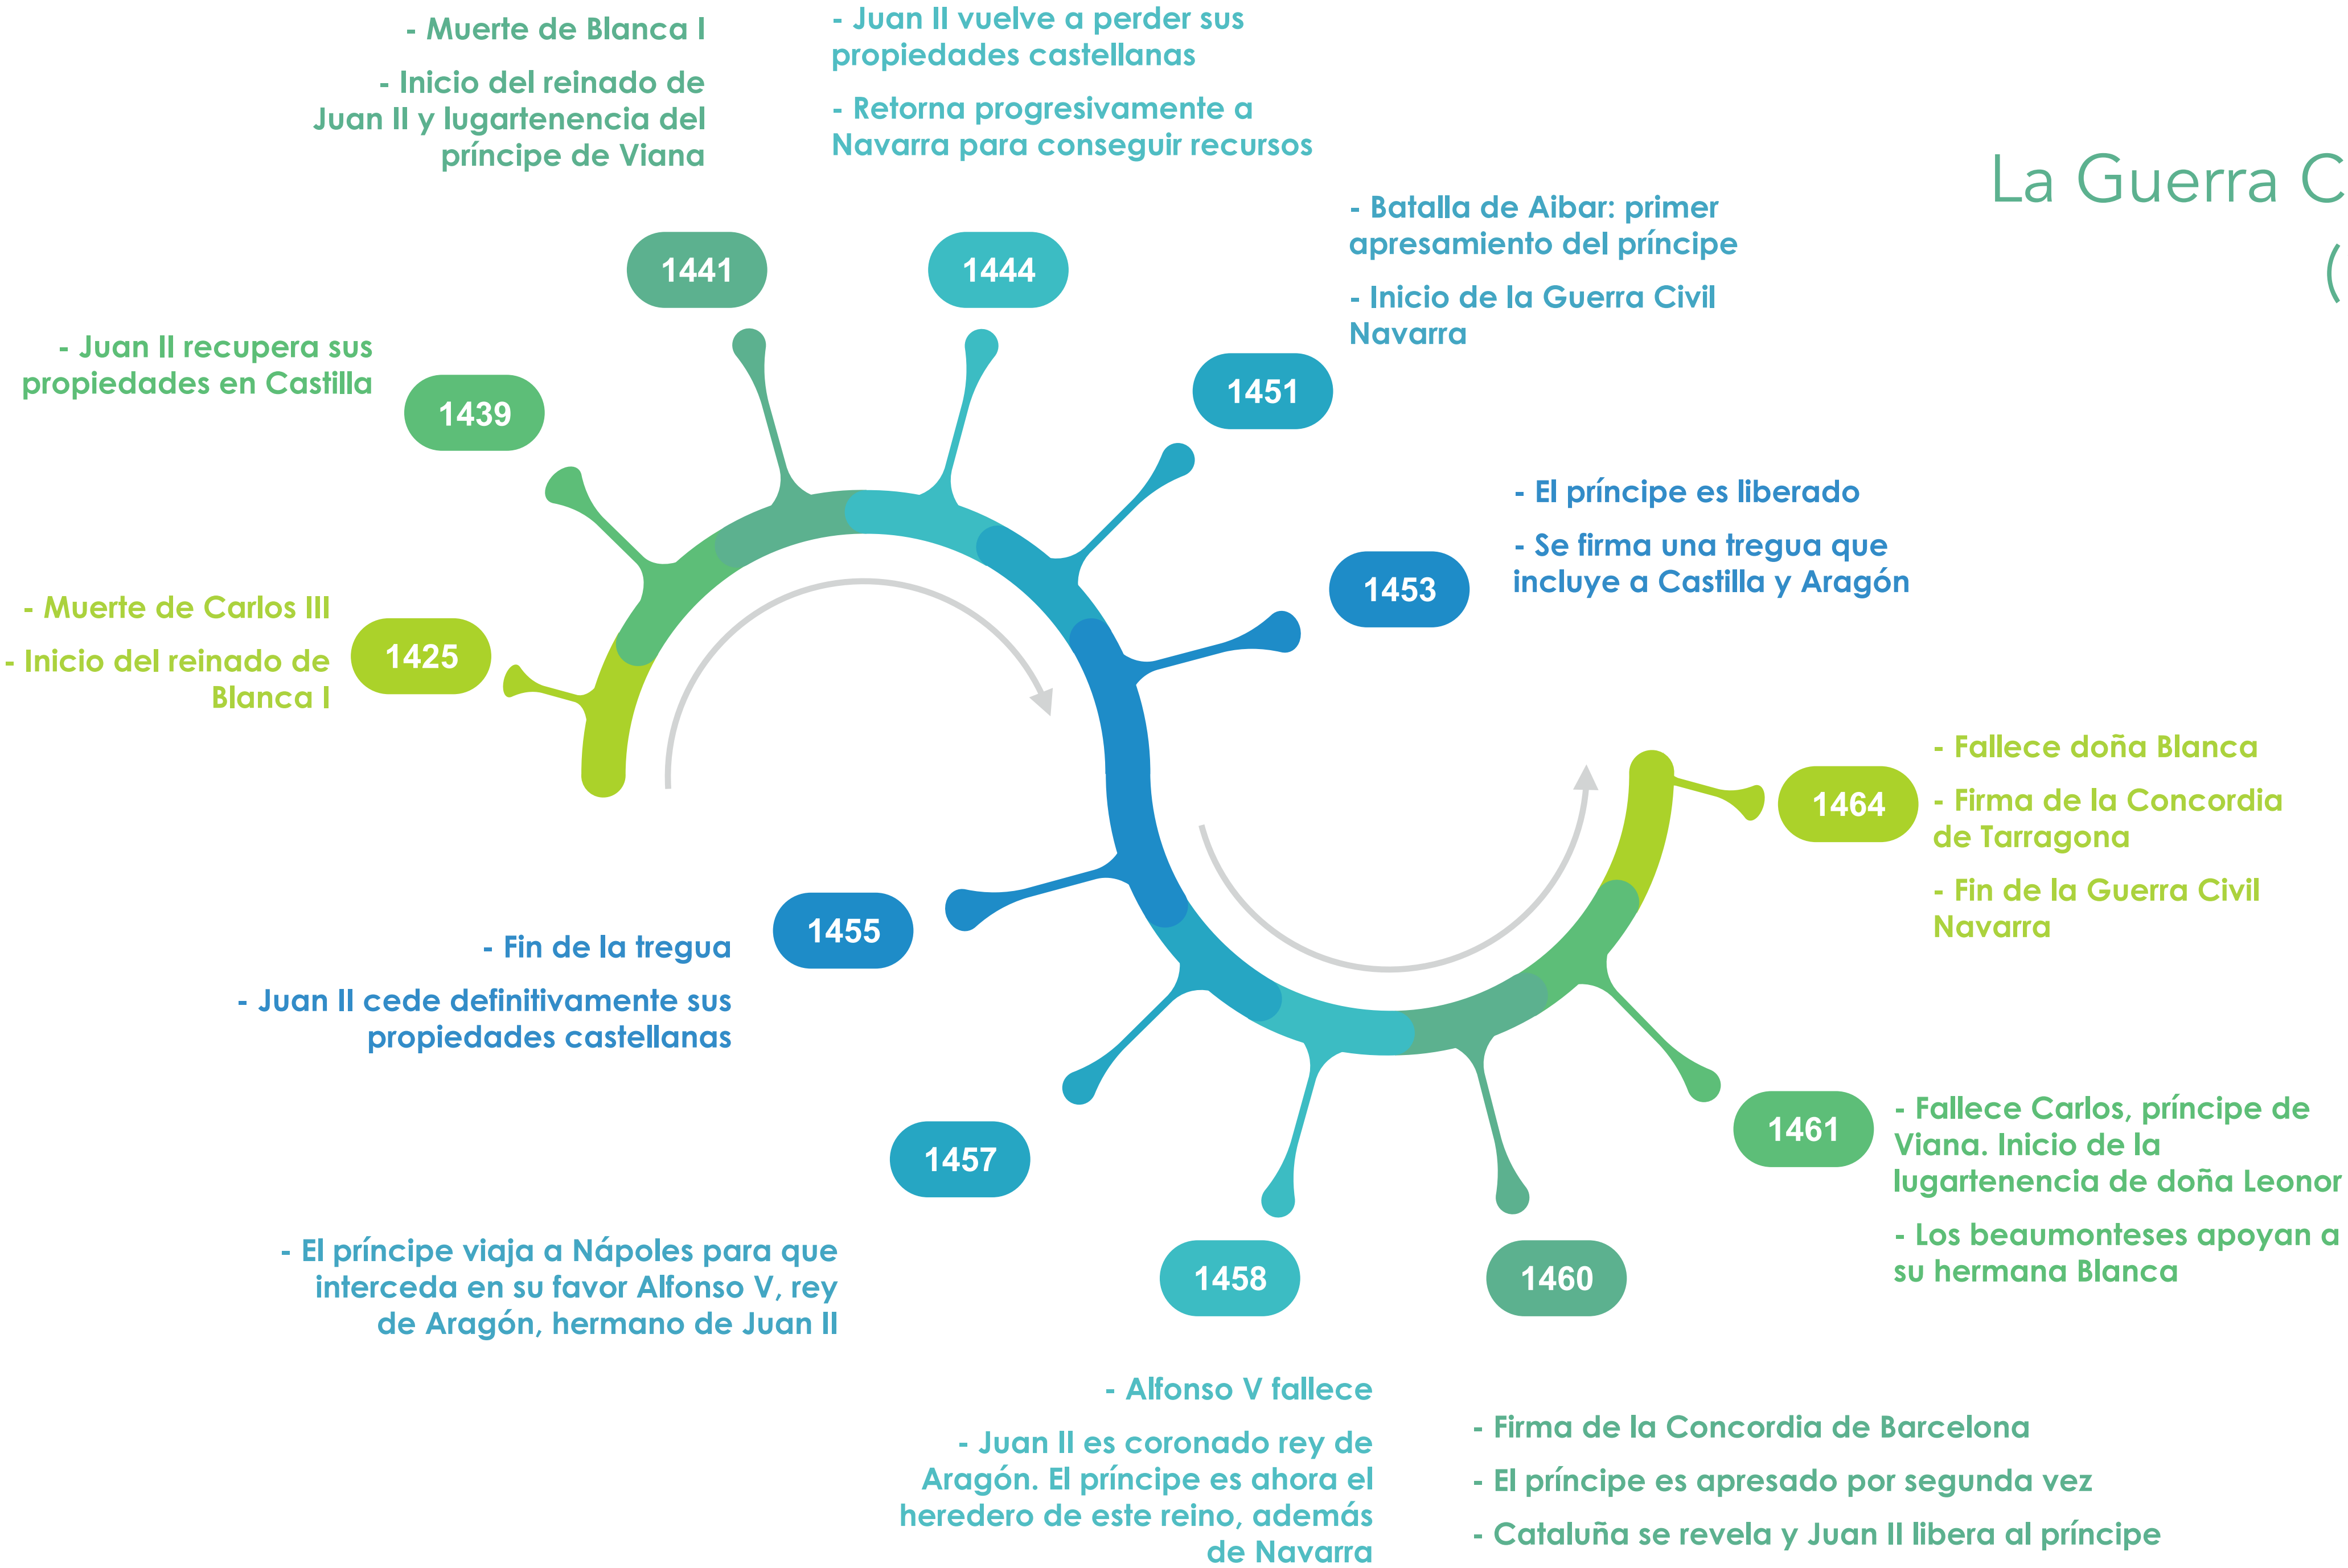 La Guerra C
(
1425
- Muerte de Carlos III
- Inicio del reinado de
Blanca I
1439
- Juan II recupera sus
propiedades en Castilla
1441
- Muerte de Blanca I
- Inicio del reinado de
Juan II y lugartenencia del
príncipe de Viana
1444
- Juan II vuelve a perder sus
propiedades castellanas
- Retorna progresivamente a
Navarra para conseguir recursos
1451
- Batalla de Aibar: primer
apresamiento del príncipe
- Inicio de la Guerra Civil
Navarra
1453
- El príncipe es liberado
- Se firma una tregua que
incluye a Castilla y Aragón
1455
- Fin de la tregua
- Juan II cede definitivamente sus
propiedades castellanas
1457
- El príncipe viaja a Nápoles para que
interceda en su favor Alfonso V, rey
de Aragón, hermano de Juan II
1458
- Alfonso V fallece
- Juan II es coronado rey de
Aragón. El príncipe es ahora el
heredero de este reino, además
de Navarra
1460
- Firma de la Concordia de Barcelona
- El príncipe es apresado por segunda vez
- Cataluña se revela y Juan II libera al príncipe
1461
- Fallece Carlos, príncipe de
Viana. Inicio de la
lugartenencia de doña Leonor
- Los beaumonteses apoyan a
su hermana Blanca
1464
- Fallece doña Blanca
- Firma de la Concordia
de Tarragona
- Fin de la Guerra Civil
Navarra